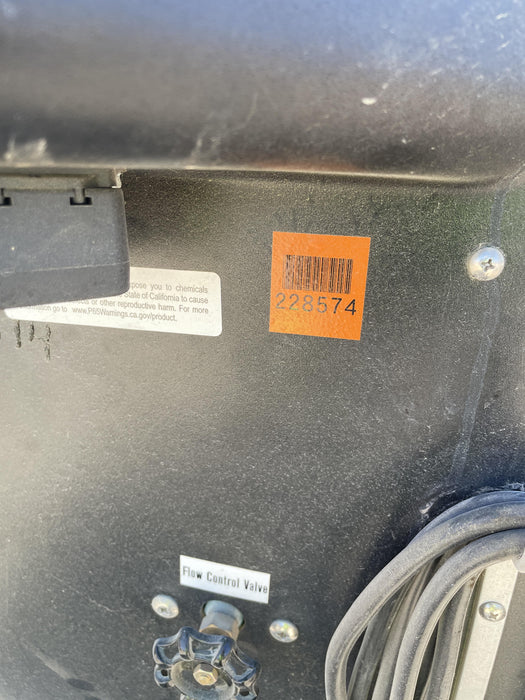 pose you to chemicals
State of California to cause
or other reproductive harm. For more
go to www.P65Warnings.ca.gov/product.
228574
Flow Control Valve